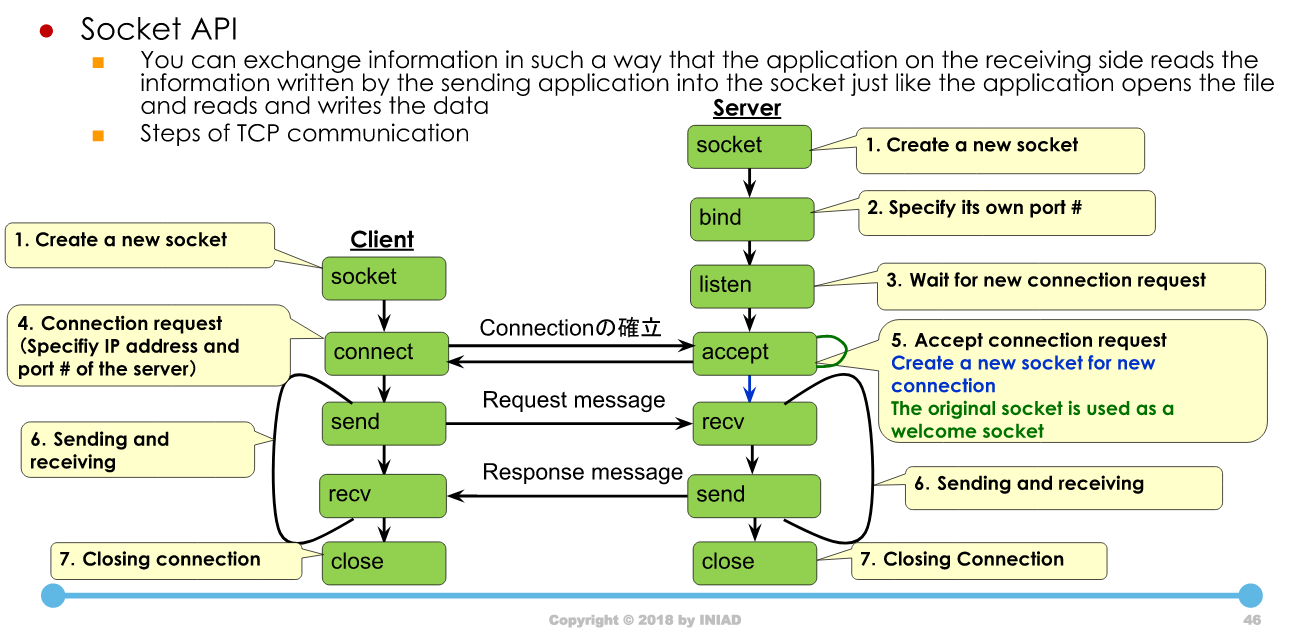 Socket API
You can exchange information in such a way that the application on the receiving side reads the
information written by the sending application into the socket just like the application opens the file
and reads and writes the data
Steps of TCP communication
Server
socket
1. Create a new socket
bind
2. Specify its own port #
listen
3. Wait for new connection request
Client
1. Create a new socket
socket
4. Connection request
(Specifiy IP address and
port # of the server)
connect
Connectionの確立
accept
5. Accept connection request
Create a new socket for new
connection
The original socket is used as a
welcome socket
send
Request message
recv
6. Sending and
receiving
recv
Response message
send
6. Sending and receiving
7. Closing connection
close
close
7. Closing Connection
Copyright © 2018 by INIAD
46